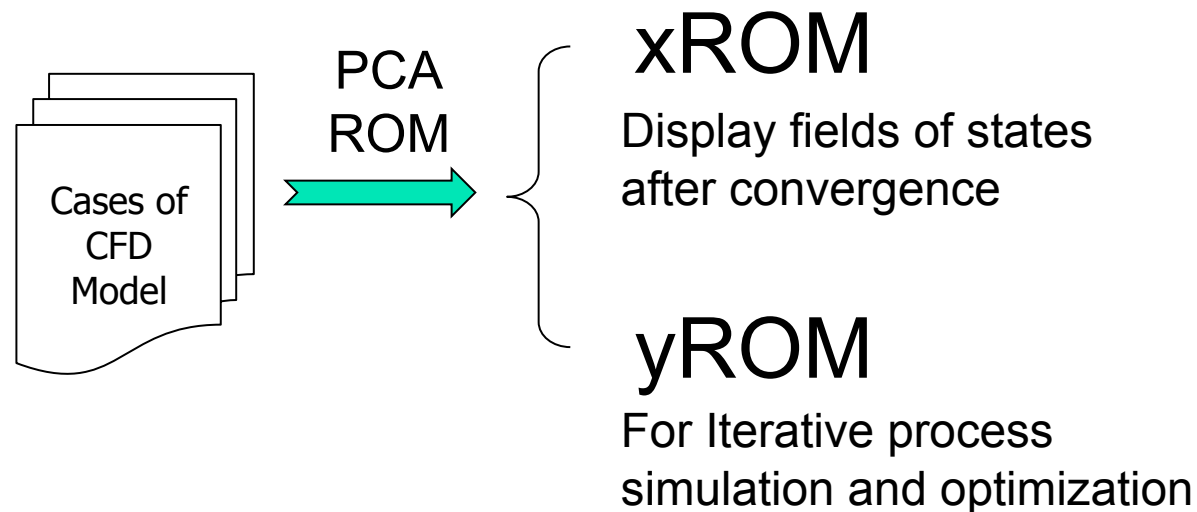 Cases of
CFD
Model
PCA
ROM
xROM
Display fields of states
after convergence
yROM
For Iterative process
simulation and optimization